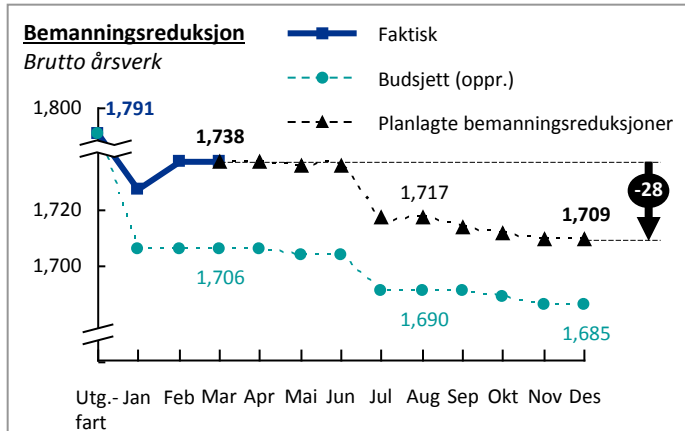 Bemanningsreduksjon
Brutto årsverk
Faktisk
Budsjett (oppr.)
Planlagte bemanningsreduksjoner
1,800
1,791
1,738
1,717
1,709
-28
1,720
1,700
1,706
1,690
1,685
Utg.- Jan Feb Mar Apr Mai Jun Jul Aug Sep Okt Nov Des
fart